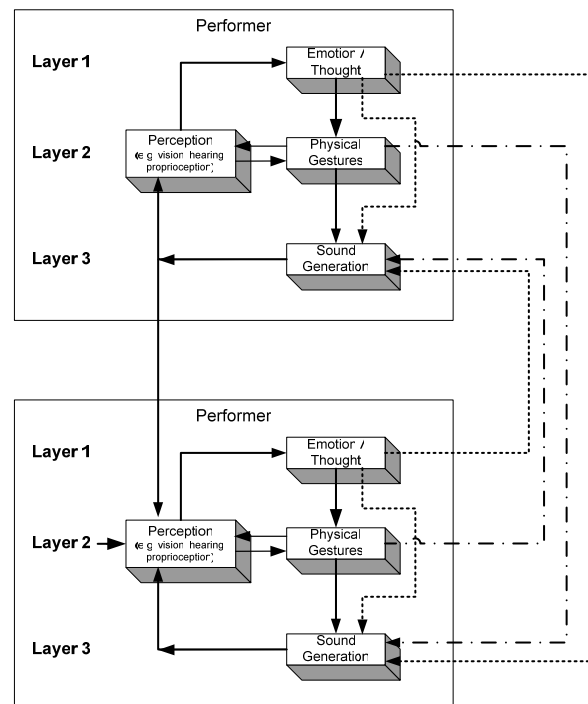 Performer
Layer 1
Emotion /
Thought
Layer 2
Perception
(e g vision hearing
proprioception)
Physical
Gestures
Layer 3
Sound
Generation
Performer
Layer 1
Emotion /
Thought
Layer 2
Perception
(e g vision hearing
proprioception)
Physical
Gestures
Layer 3
Sound
Generation